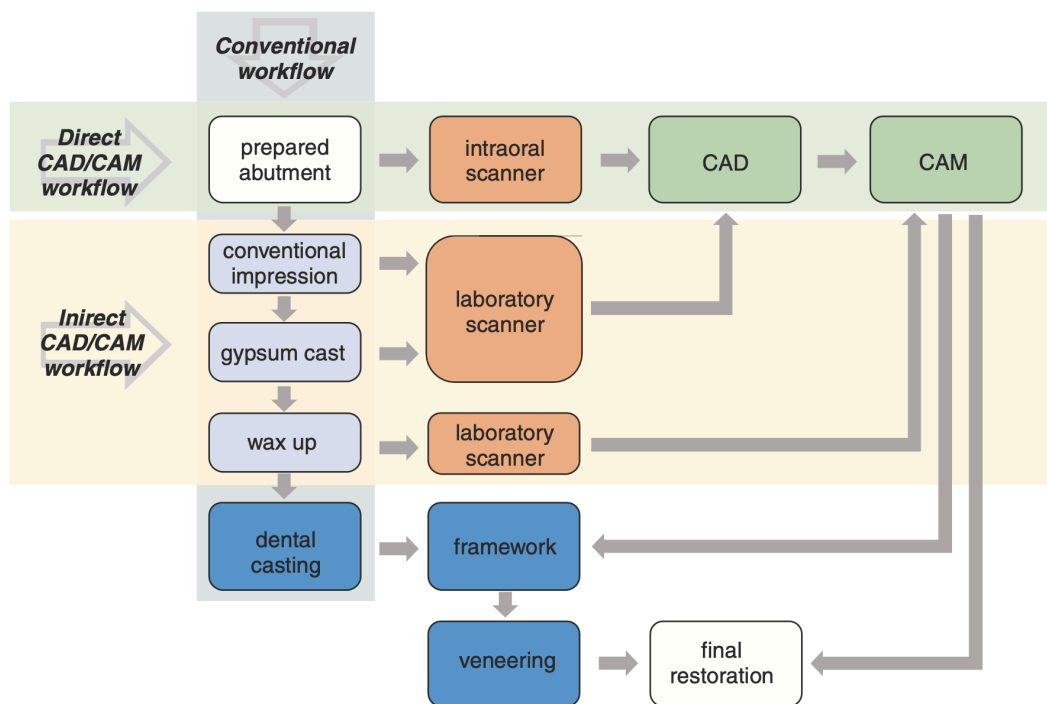 Conventional
workflow
Direct
CAD/CAM
workflow
prepared
abutment
intraoral
scanner
CAD
CAM
conventional
impression
laboratory
scanner
Inirect
CAD/CAM
workflow
gypsum cast
wax up
laboratory
scanner
dental
casting
framework
veneering
final
restoration